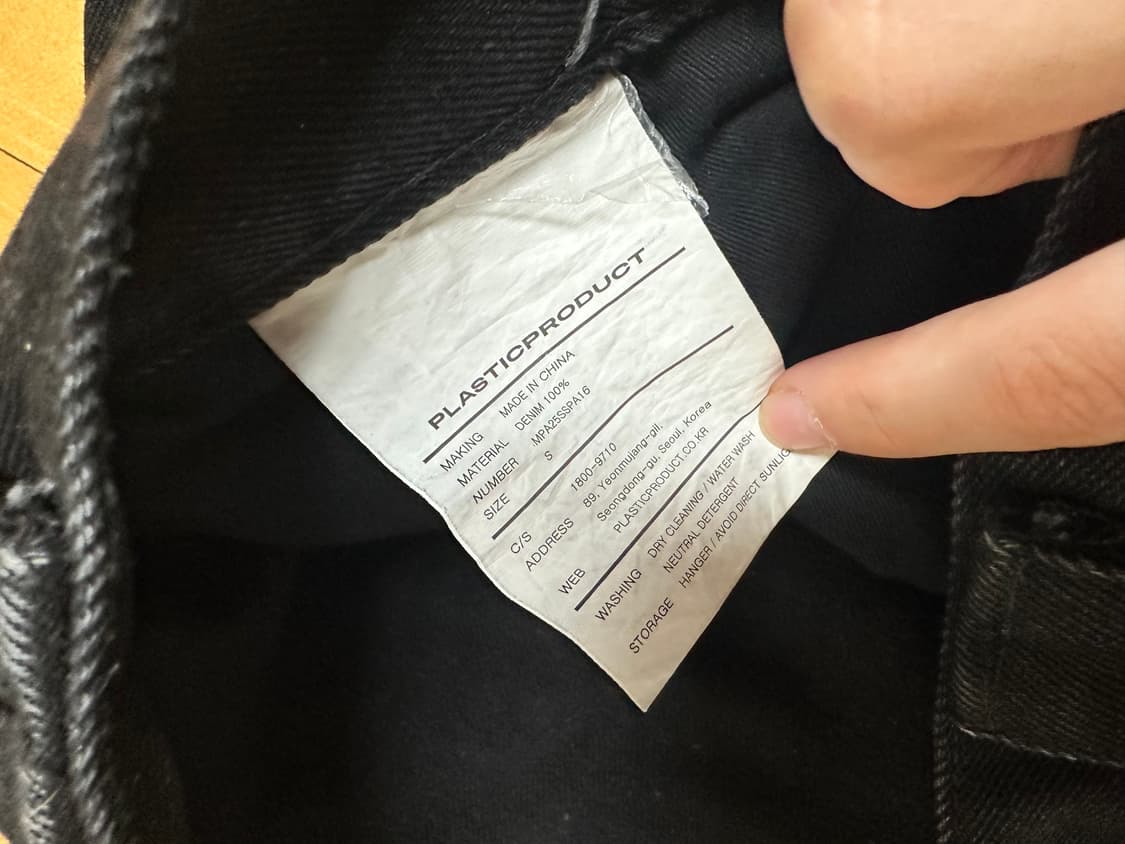 PLASTICPRODUCT
MAKING MADE IN CHINA
MATERIAL DENIM 100%
NUMBER MPA25SSPA16
SIZE S
C/S 1800-9710
ADDRESS 89, Yeonmujang-gil,
Seongdong-gu, Seoul, Korea
WEB PLASTICPRODUCT.CO.KR
WASHING DRY CLEANING / WATER WASH
NEUTRAL DETERGENT
STORAGE HANGER / AVOID DIRECT